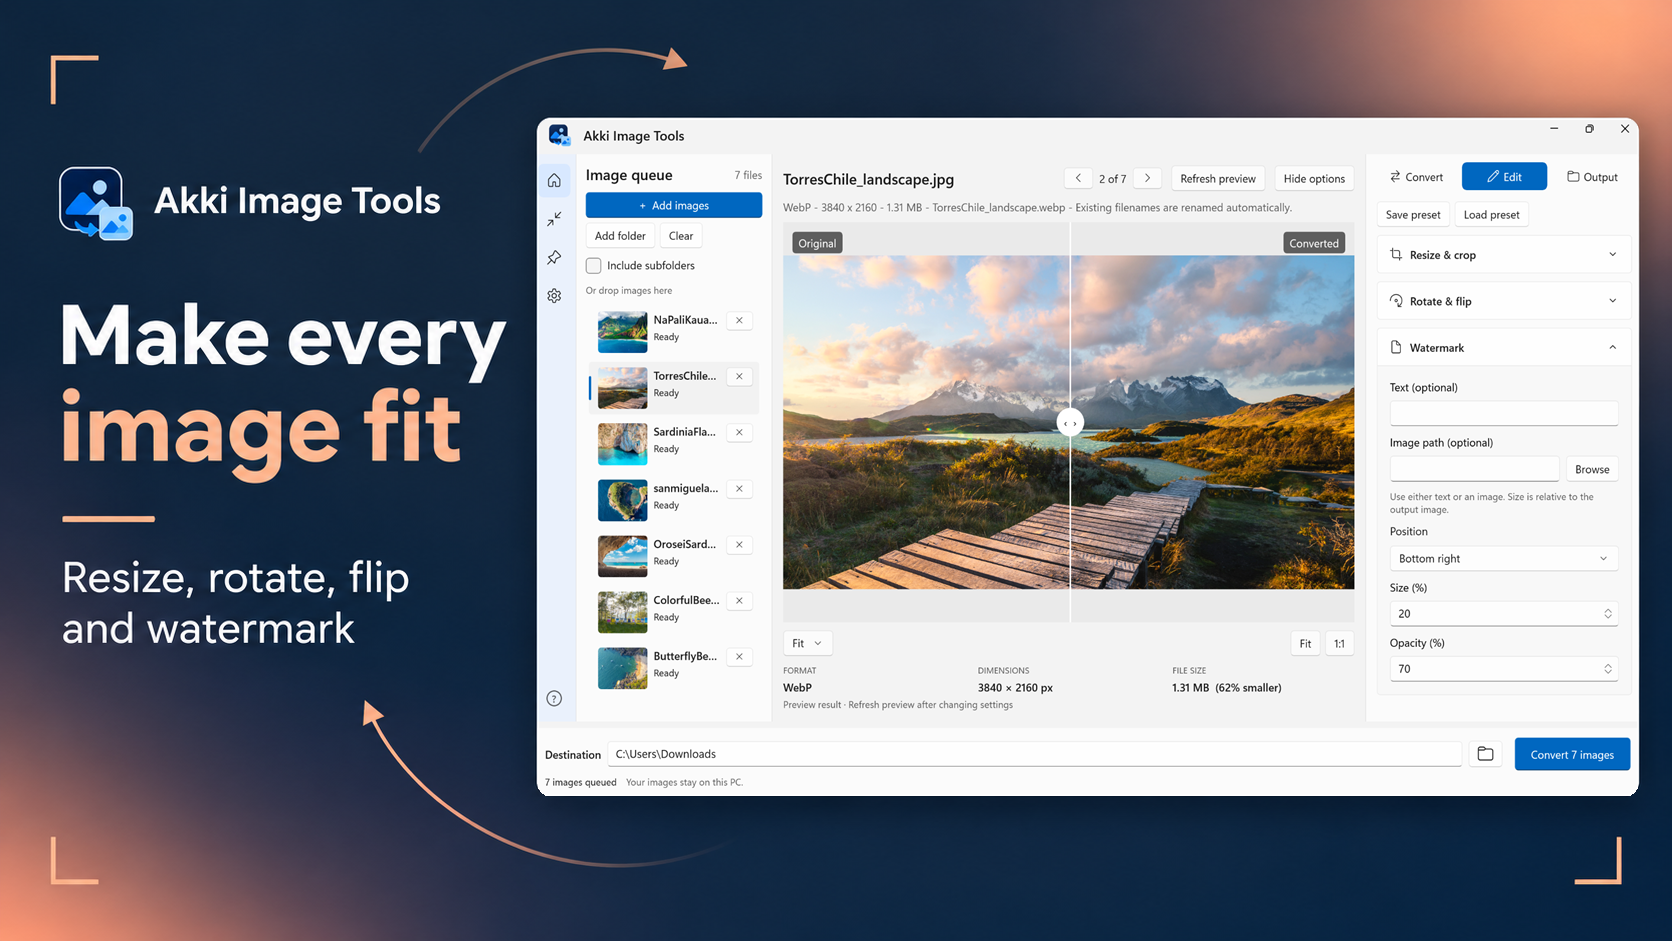 Akki Image Tools
Make every
image fit
Resize, rotate, flip
and watermark
Akki Image Tools
Image queue
7 files
+ Add images
Add folder
Clear
Include subfolders
Or drop images here
NaPaliKaua...
Ready
TorresChile...
Ready
SardiniaFla...
Ready
sanmiguela...
Ready
OroseiSard...
Ready
ColorfulBee...
Ready
ButterflyBe...
Ready
TorresChile_landscape.jpg
2 of 7
Refresh preview
Hide options
WebP - 3840 x 2160 - 1.31 MB - TorresChile_landscape.webp - Existing filenames are renamed automatically.
Original
Converted
Fit
Fit
1:1
FORMAT
DIMENSIONS
FILE SIZE
WebP
3840 × 2160 px
1.31 MB (62% smaller)
Preview result · Refresh preview after changing settings
Convert
Edit
Output
Save preset
Load preset
Resize & crop
Rotate & flip
Watermark
Text (optional)
Image path (optional)
Browse
Use either text or an image. Size is relative to the
output image.
Position
Bottom right
Size (%)
20
Opacity (%)
70
Destination
C:\Users\Downloads
Convert 7 images
7 images queued
Your images stay on this PC.